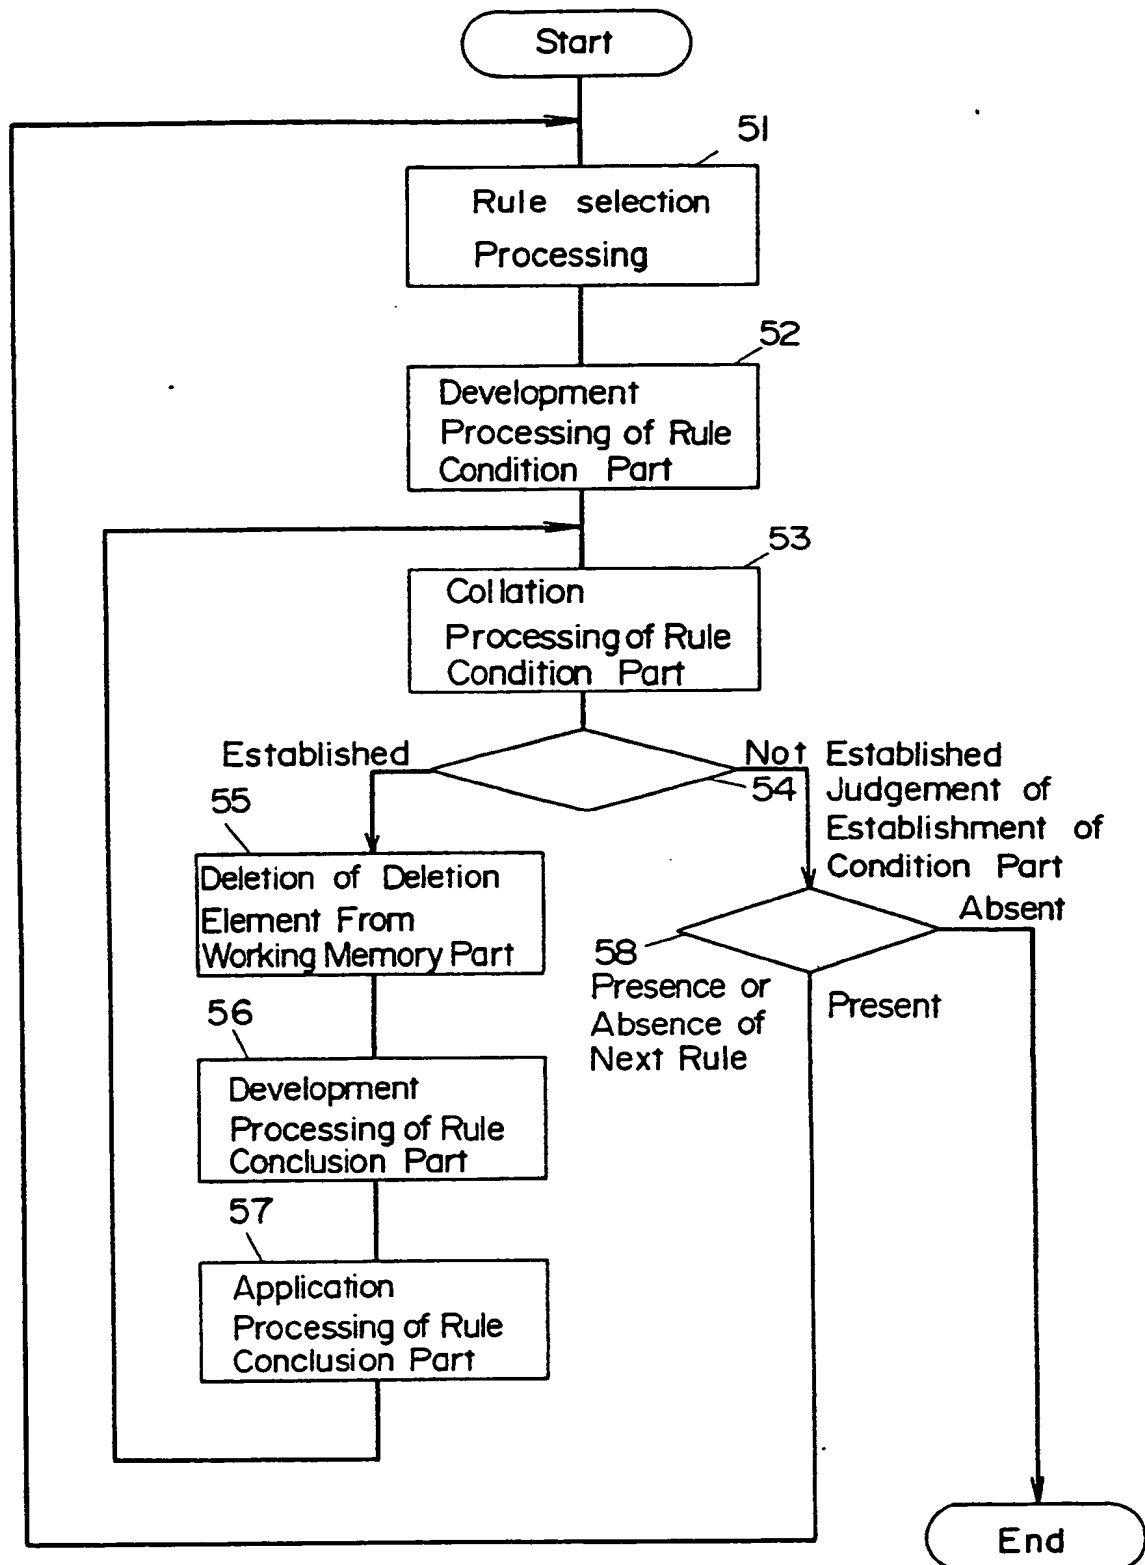 Start
51
Rule selection
Processing
52
Development
Processing of Rule
Condition Part
53
Collation
Processing of Rule
Condition Part
Established
Not Established
54
Judgement of
Establishment of
Condition Part
55
Deletion of Deletion
Element From
Working Memory Part
Absent
58
Presence or
Absence of
Next Rule
Present
56
Development
Processing of Rule
Conclusion Part
57
Application
Processing of Rule
Conclusion Part
End